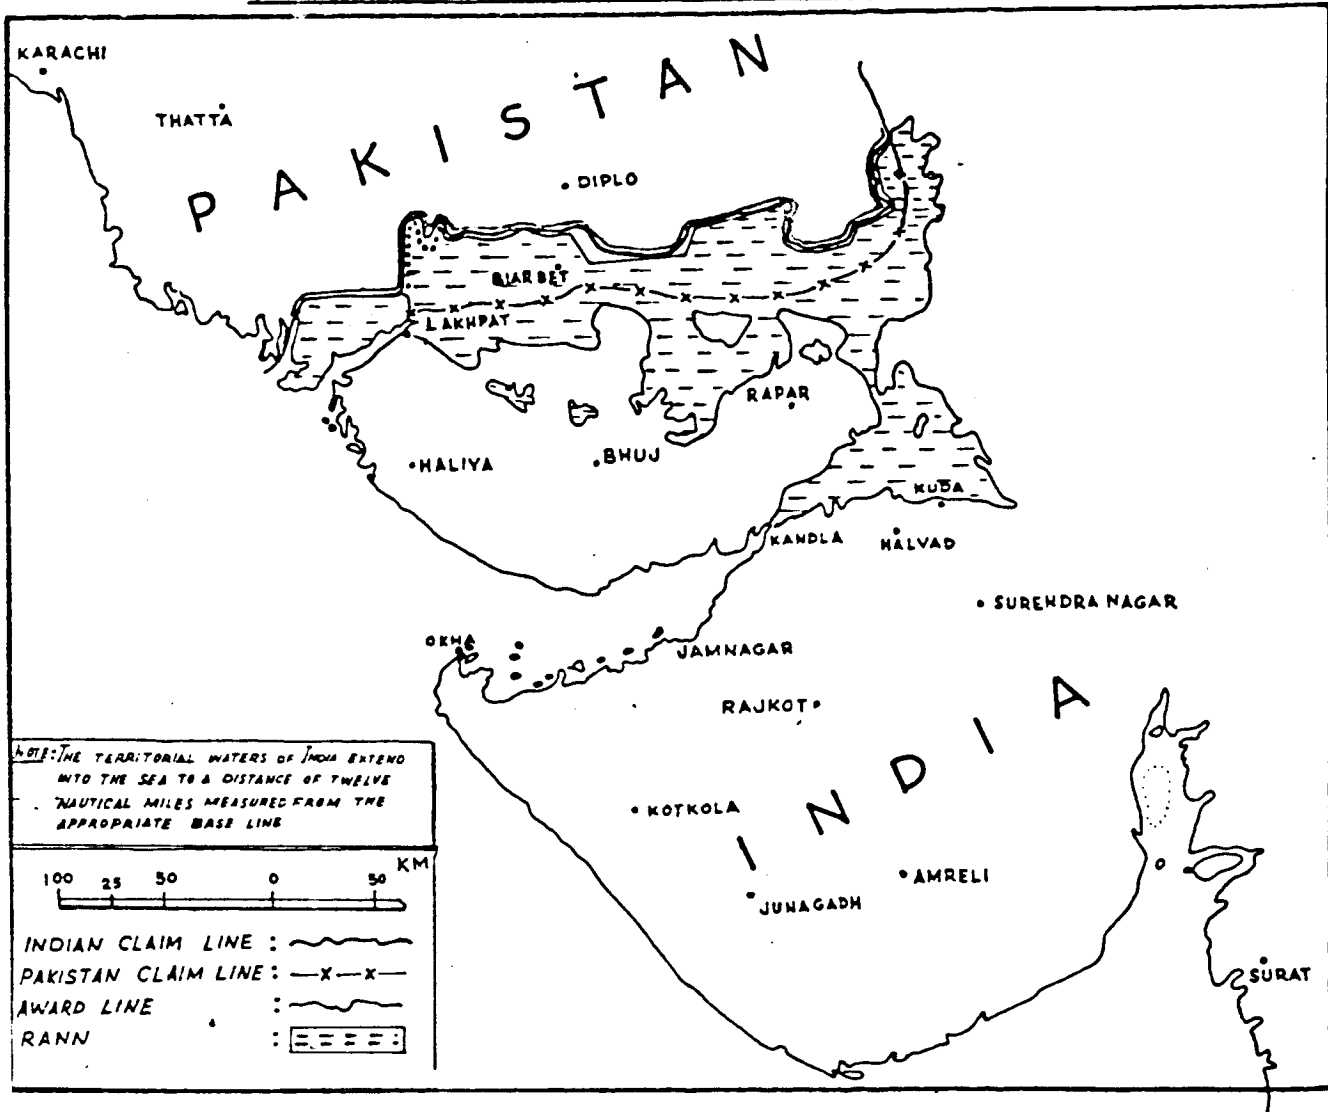 KARACHI
THATTA
PAKISTAN
DIPLO
BIARBET
LAKHPAT
RAPAR
HALIYA
BHUJ
KUDA
KANDLA
HALVAD
SURENDRA NAGAR
OKHA
JAMNAGAR
RAJKOT
INDIA
KOTKOLA
AMRELI
JUNAGADH
SURAT
NOTE: THE TERRITORIAL WATERS OF INDIA EXTEND
INTO THE SEA TO A DISTANCE OF TWELVE
NAUTICAL MILES MEASURED FROM THE
APPROPRIATE BASE LINE
KM
100 25 50 0 50
INDIAN CLAIM LINE :
PAKISTAN CLAIM LINE :
AWARD LINE :
RANN :